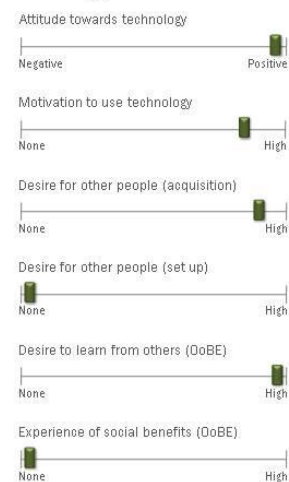 Attitude towards technology
Negative Positive
Motivation to use technology
None High
Desire for other people (acquisition)
None High
Desire for other people (set up)
None High
Desire to learn from others (OoBE)
None High
Experience of social benefits (OoBE)
None High